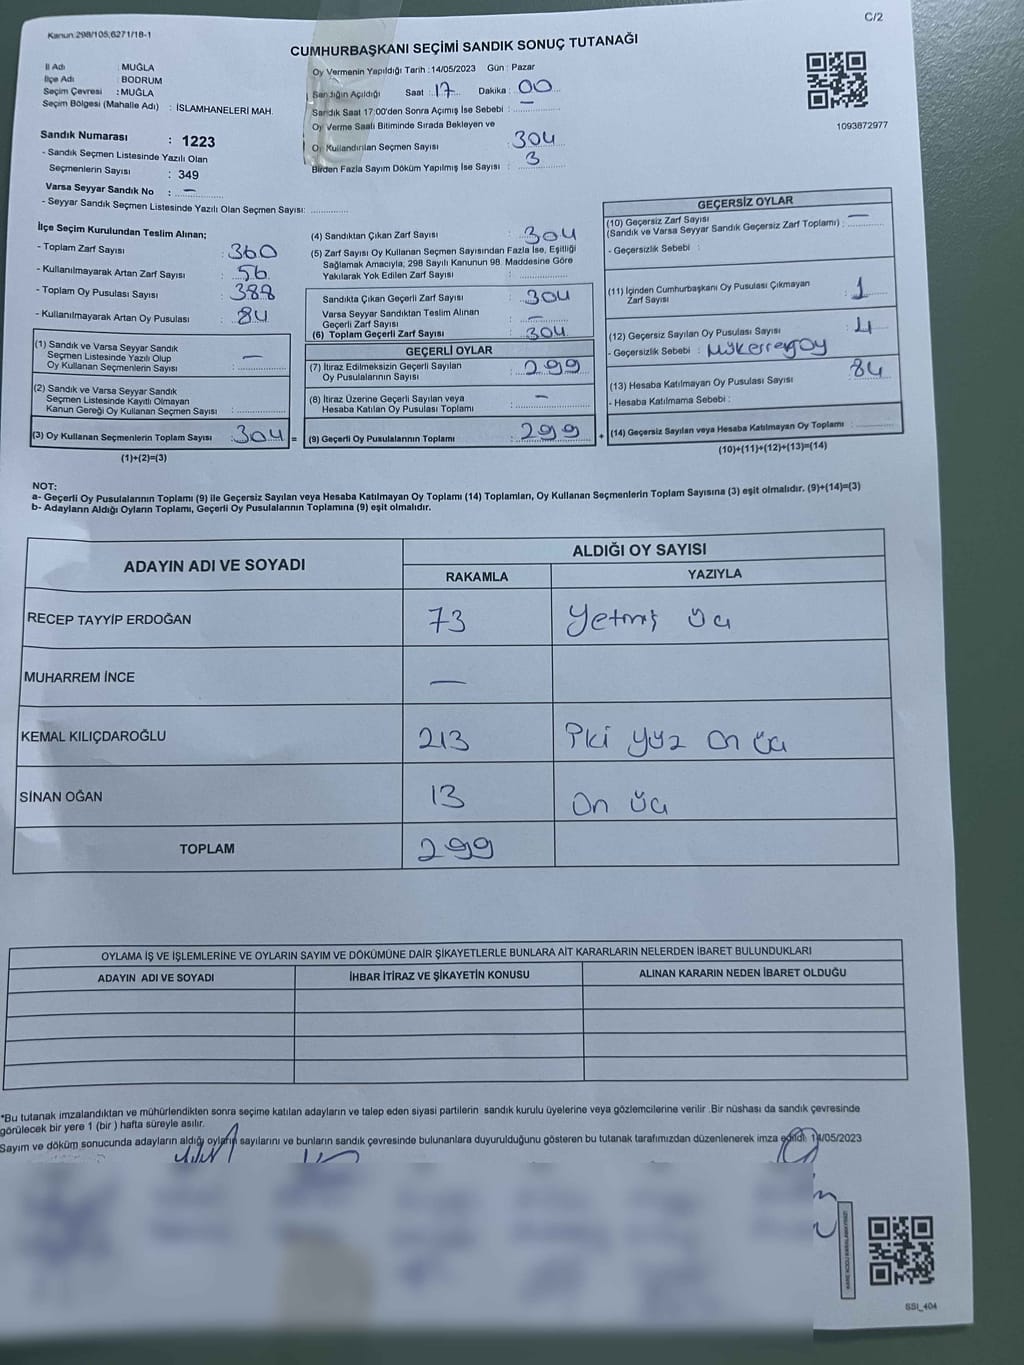 Kanun:298/105,6271/18-1
C/2
CUMHURBAŞKANI SEÇİMİ SANDIK SONUÇ TUTANAĞI
İl Adı : MUĞLA
İlçe Adı : BODRUM
Seçim Çevresi : MUĞLA
Seçim Bölgesi (Mahalle Adı) : İSLAMHANELERİ MAH.
Sandık Numarası : 1223
- Sandık Seçmen Listesinde Yazılı Olan
Seçmenlerin Sayısı : 349
Varsa Seyyar Sandık No : —
- Seyyar Sandık Seçmen Listesinde Yazılı Olan Seçmen Sayısı:
Oy Vermenin Yapıldığı Tarih : 14/05/2023 Gün : Pazar
Sandığın Açıldığı Saat : 17 Dakika : 00
Sandık Saat 17:00'den Sonra Açımış İse Sebebi : —
Oy Verme Saati Bitiminde Sırada Bekleyen ve
Oy Kullandırılan Seçmen Sayısı 304
Birden Fazla Sayım Döküm Yapılmış İse Sayısı : 3
1093872977
İlçe Seçim Kurulundan Teslim Alınan;
- Toplam Zarf Sayısı : 360
- Kullanılmayarak Artan Zarf Sayısı : 56
- Toplam Oy Pusulası Sayısı : 388
- Kullanılmayarak Artan Oy Pusulası : 84
(1) Sandık ve Varsa Seyyar Sandık
Seçmen Listesinde Yazılı Olup
Oy Kullanan Seçmenlerin Sayısı : —
(2) Sandık ve Varsa Seyyar Sandık
Seçmen Listesinde Kayıtlı Olmayan
Kanun Gereği Oy Kullanan Seçmen Sayısı :
(3) Oy Kullanan Seçmenlerin Toplam Sayısı : 304 =
(1)+(2)=(3)
(4) Sandıktan Çıkan Zarf Sayısı : 304
(5) Zarf Sayısı Oy Kullanan Seçmen Sayısından Fazla İse, Eşitliği
Sağlamak Amacıyla, 298 Sayılı Kanunun 98. Maddesine Göre
Yakılarak Yok Edilen Zarf Sayısı :
Sandıkta Çıkan Geçerli Zarf Sayısı : 304
Varsa Seyyar Sandıktan Teslim Alınan
Geçerli Zarf Sayısı : —
(6) Toplam Geçerli Zarf Sayısı : 304
GEÇERLİ OYLAR
(7) İtiraz Edilmeksizin Geçerli Sayılan
Oy Pusulalarının Sayısı : 299
(8) İtiraz Üzerine Geçerli Sayılan veya
Hesaba Katılan Oy Pusulası Toplamı : —
(9) Geçerli Oy Pusulalarının Toplamı : 299 +
GEÇERSİZ OYLAR
(10) Geçersiz Zarf Sayısı
(Sandık ve Varsa Seyyar Sandık Geçersiz Zarf Toplamı) : —
- Geçersizlik Sebebi :
(11) İçinden Cumhurbaşkanı Oy Pusulası Çıkmayan
Zarf Sayısı : 1
(12) Geçersiz Sayılan Oy Pusulası Sayısı : 4
- Geçersizlik Sebebi : Mükerrer oy
(13) Hesaba Katılmayan Oy Pusulası Sayısı 84
- Hesaba Katılmama Sebebi :
(14) Geçersiz Sayılan veya Hesaba Katılmayan Oy Toplamı :
(10)+(11)+(12)+(13)=(14)
NOT:
a- Geçerli Oy Pusulalarının Toplamı (9) ile Geçersiz Sayılan veya Hesaba Katılmayan Oy Toplamı (14) Toplamları, Oy Kullanan Seçmenlerin Toplam Sayısına (3) eşit olmalıdır. (9)+(14)=(3)
b- Adayların Aldığı Oyların Toplamı, Geçerli Oy Pusulalarının Toplamına (9) eşit olmalıdır.
ADAYIN ADI VE SOYADI
ALDIĞI OY SAYISI
RAKAMLA YAZIYLA
RECEP TAYYİP ERDOĞAN 73 Yetmiş üç
MUHARREM İNCE —
KEMAL KILIÇDAROĞLU 213 İki yüz on üç
SİNAN OĞAN 13 On üç
TOPLAM 299
OYLAMA İŞ VE İŞLEMLERİNE VE OYLARIN SAYIM VE DÖKÜMÜNE DAİR ŞİKAYETLERLE BUNLARA AİT KARARLARIN NELERDEN İBARET BULUNDUKLARI
ADAYIN ADI VE SOYADI İHBAR İTİRAZ VE ŞİKAYETİN KONUSU ALINAN KARARIN NEDEN İBARET OLDUĞU
*Bu tutanak imzalandıktan ve mühürlendikten sonra seçime katılan adayların ve talep eden siyasi partilerin sandık kurulu üyelerine veya gözlemcilerine verilir .Bir nüshası da sandık çevresinde
görülecek bir yere 1 (bir ) hafta süreyle asılır.
Sayım ve döküm sonucunda adayların aldığı oyların sayılarını ve bunların sandık çevresinde bulunanlara duyurulduğunu gösteren bu tutanak tarafımızdan düzenlenerek imza edildi. 14/05/2023
SSI_404